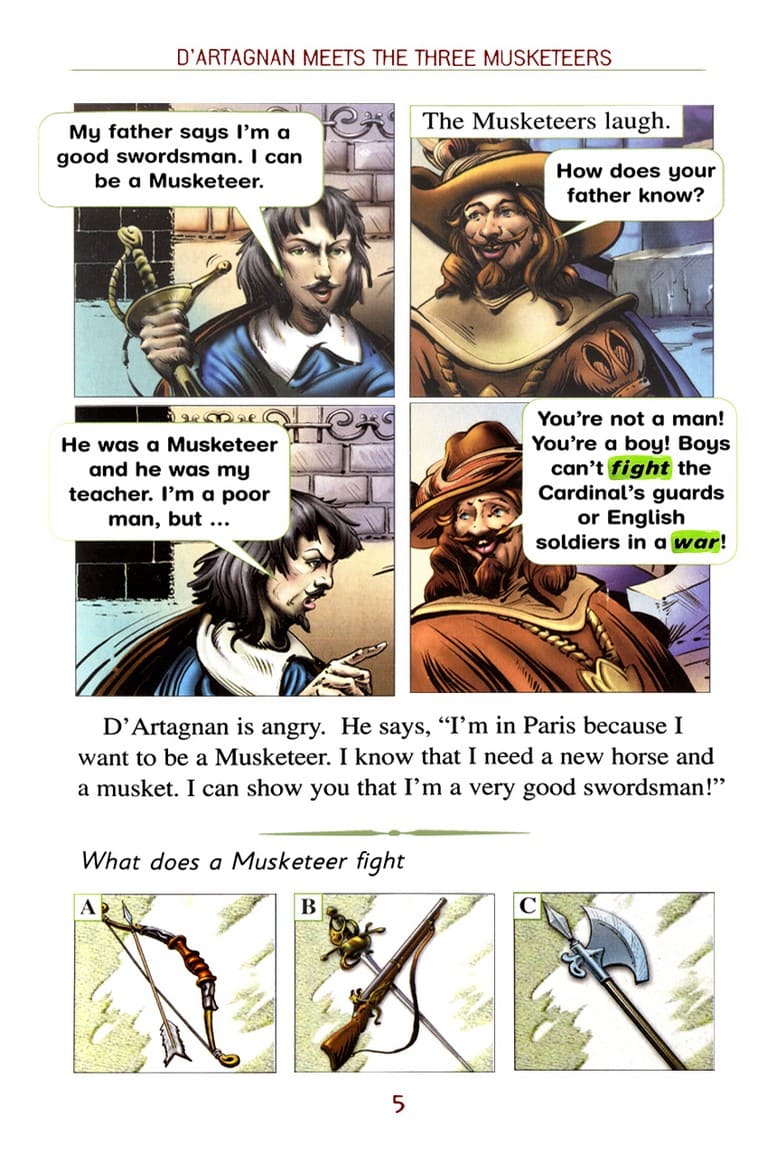 D'ARTAGNAN MEETS THE THREE MUSKETEERS
My father says I'm a
good swordsman. I can
be a Musketeer.
The Musketeers laugh.
How does your
father know?
He was a Musketeer
and he was my
teacher. I'm a poor
man, but ...
You're not a man!
You're a boy! Boys
can't fight the
Cardinal's guards
or English
soldiers in a war!
D'Artagnan is angry. He says, “I'm in Paris because I
want to be a Musketeer. I know that I need a new horse and
a musket. I can show you that I'm a very good swordsman!”
What does a Musketeer fight
A
B
C
5